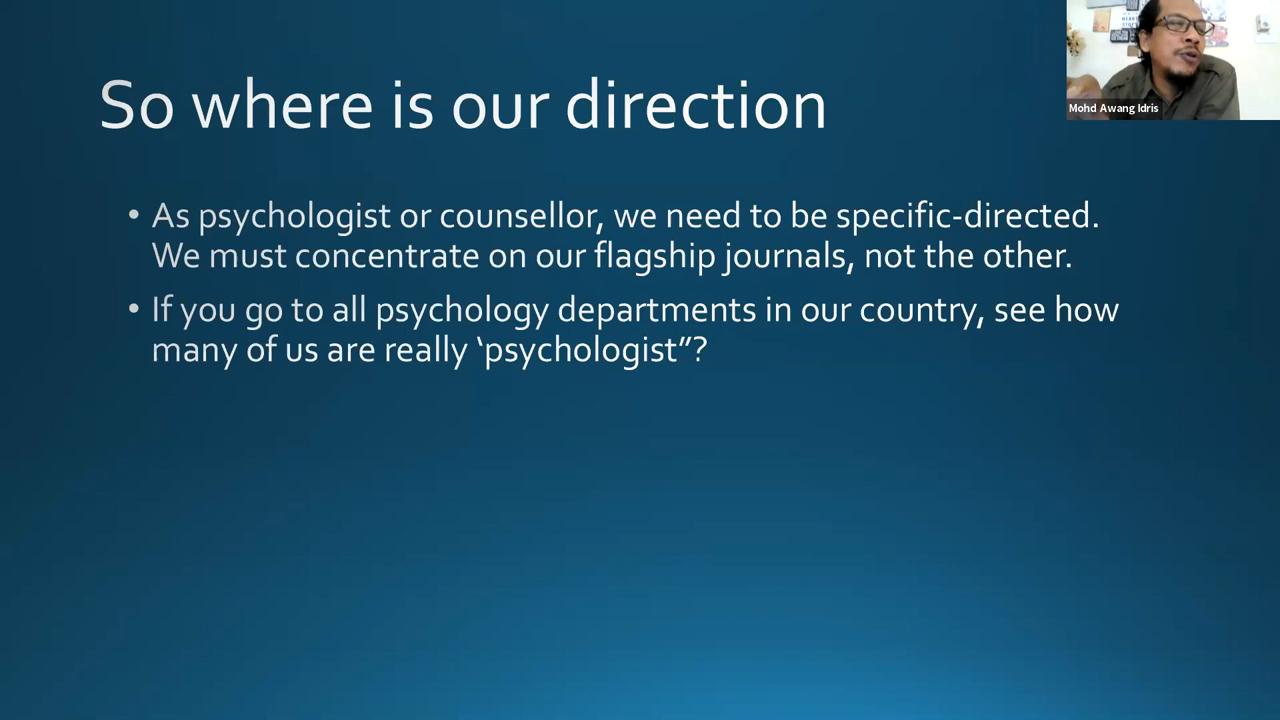 So where is our direction
• As psychologist or counsellor, we need to be specific-directed.
We must concentrate on our flagship journals, not the other.
• If you go to all psychology departments in our country, see how
many of us are really ‘psychologist”?
Mohd Awang Idris